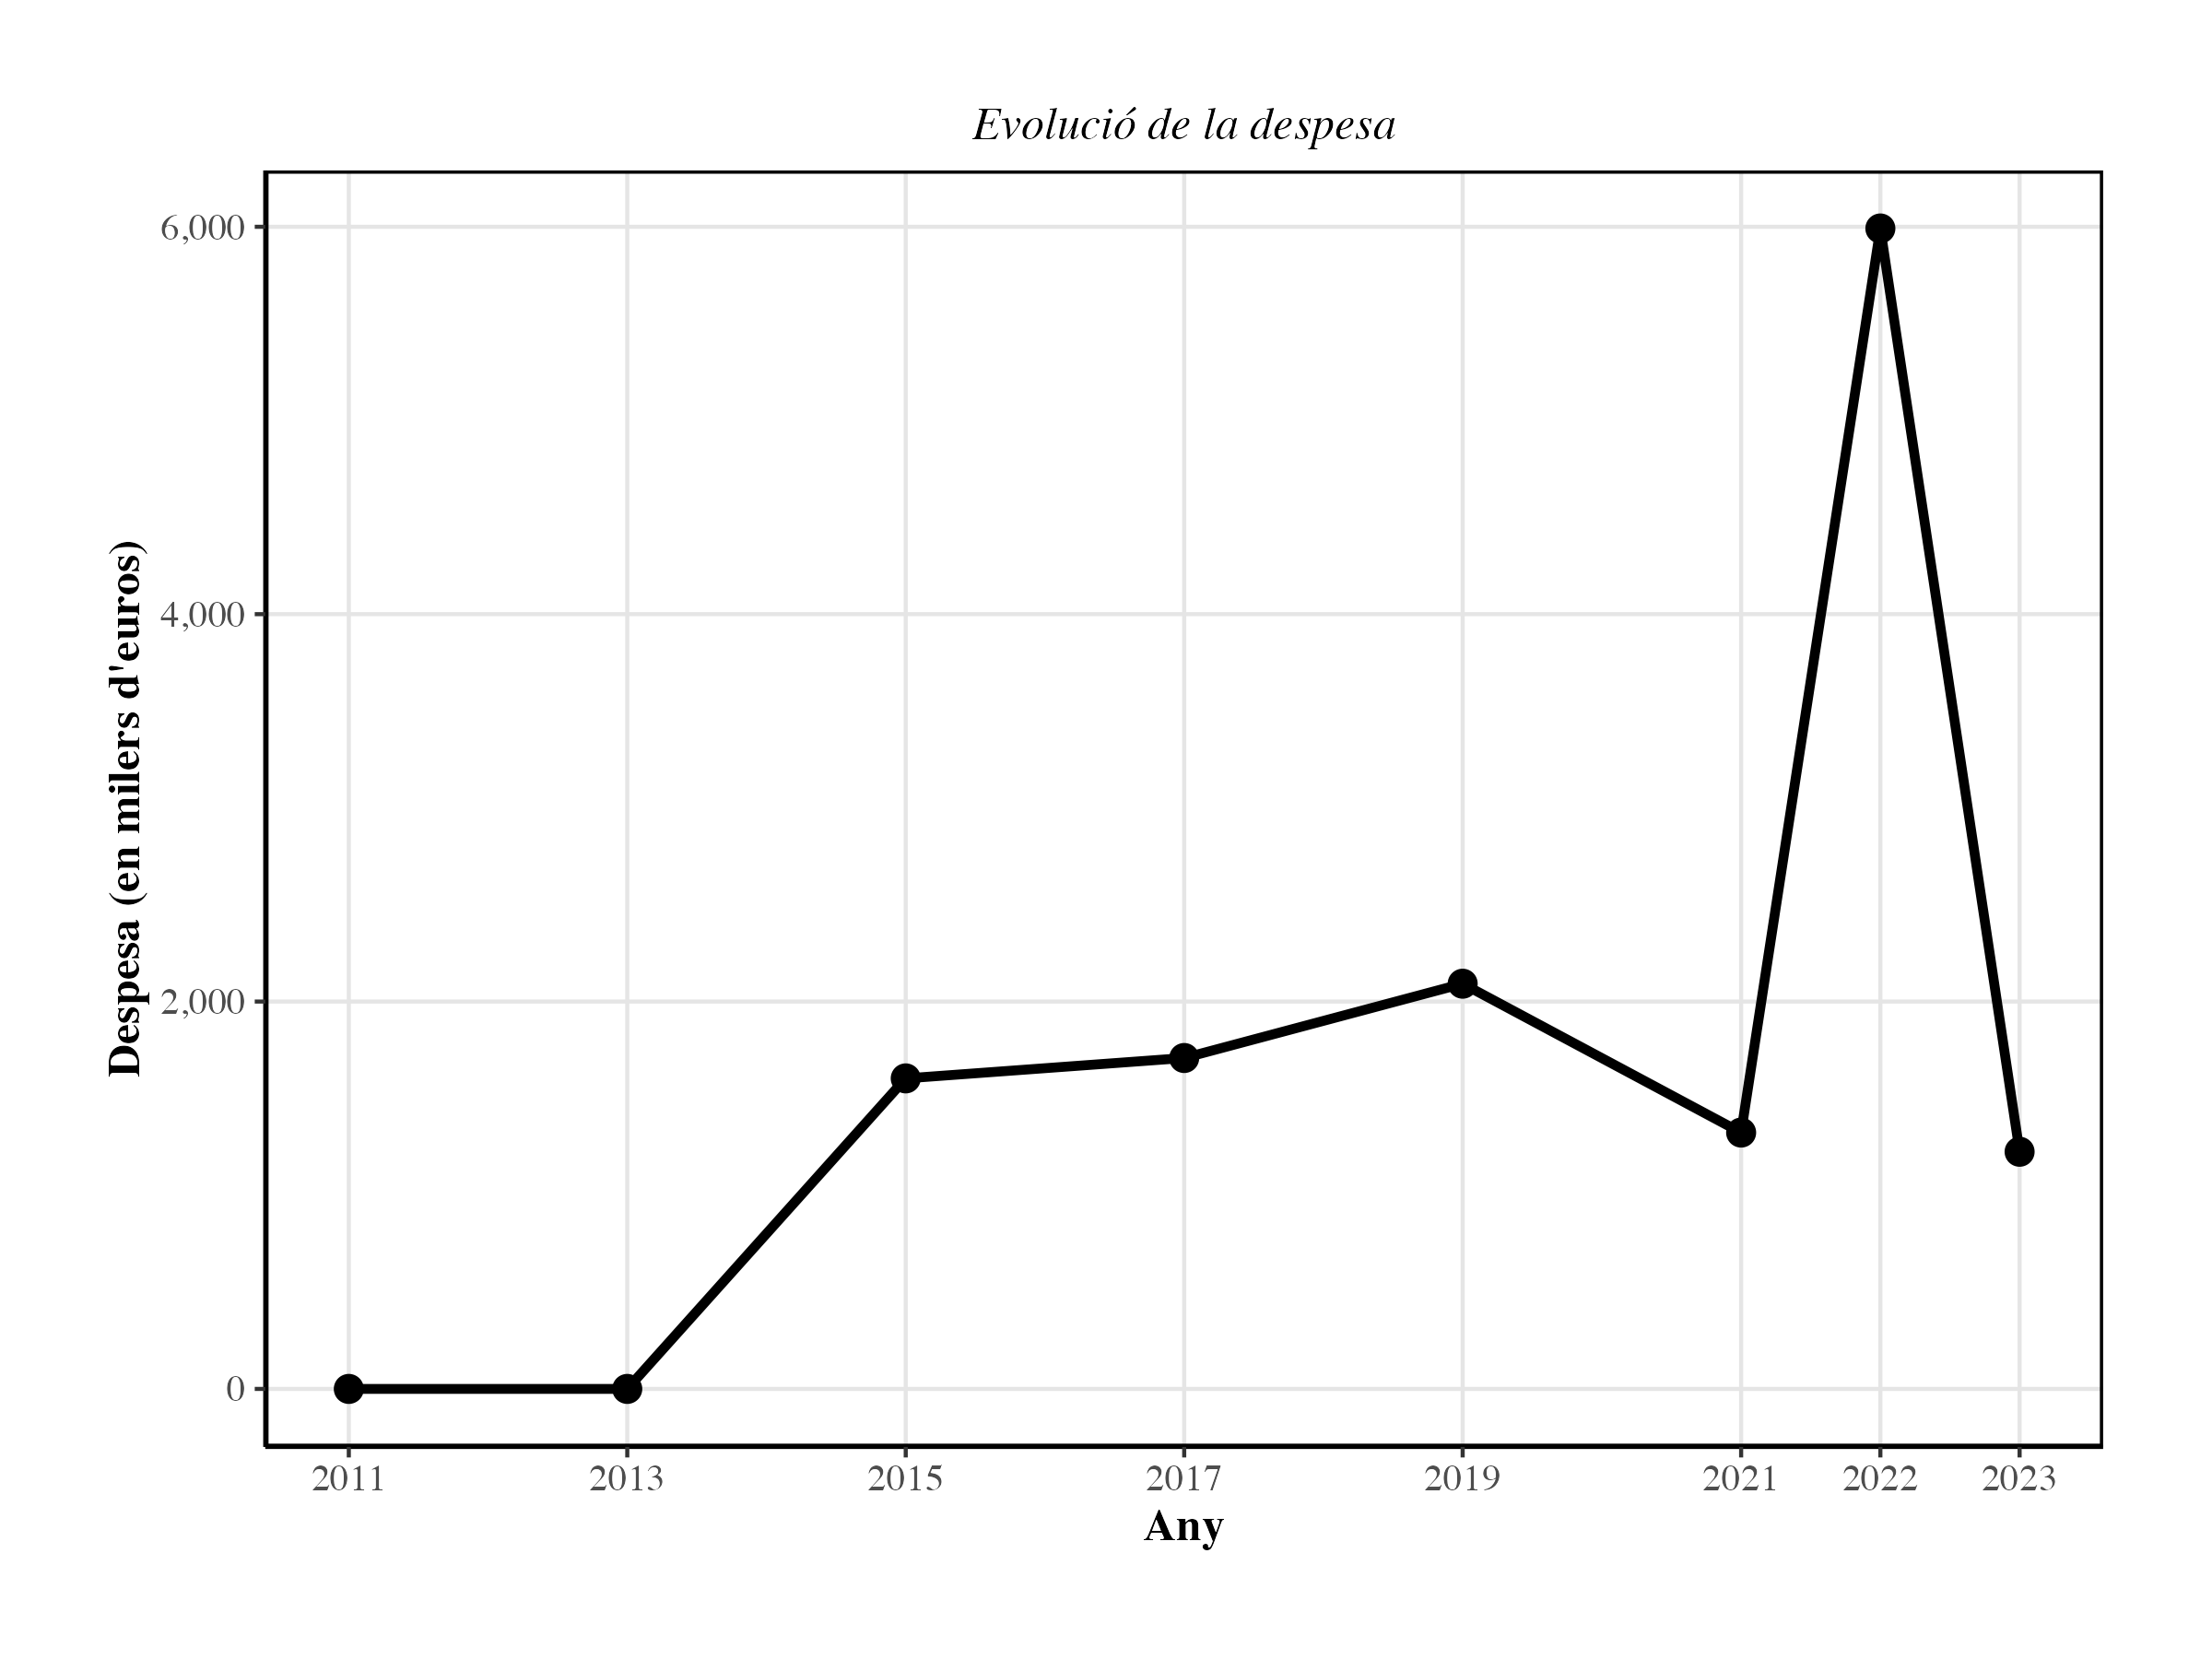 Evolució de la despesa
Despesa (en milers d'euros)
6,000
4,000
2,000
0
2011 2013 2015 2017 2019 2021 2022 2023
Any